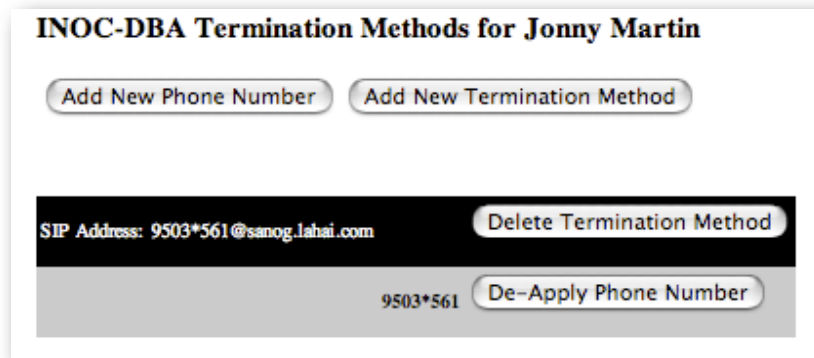 INOC-DBA Termination Methods for Jonny Martin
Add New Phone Number Add New Termination Method
SIP Address: 9503*561@sanog.lahai.com Delete Termination Method
9503*561 De-Apply Phone Number